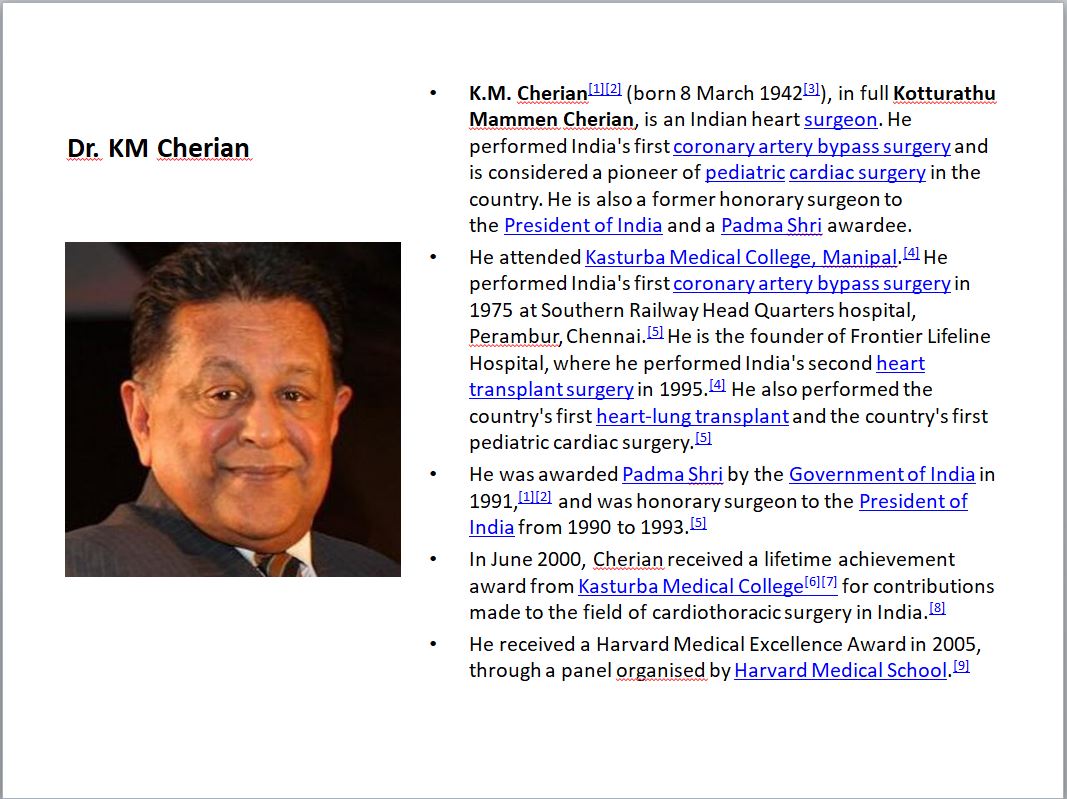 Dr. KM Cherian
• K.M. Cherian[1][2] (born 8 March 1942[3]), in full Kotturathu
Mammen Cherian, is an Indian heart surgeon. He
performed India's first coronary artery bypass surgery and
is considered a pioneer of pediatric cardiac surgery in the
country. He is also a former honorary surgeon to
the President of India and a Padma Shri awardee.
• He attended Kasturba Medical College, Manipal.[4] He
performed India's first coronary artery bypass surgery in
1975 at Southern Railway Head Quarters hospital,
Perambur, Chennai.[5] He is the founder of Frontier Lifeline
Hospital, where he performed India's second heart
transplant surgery in 1995.[4] He also performed the
country's first heart-lung transplant and the country's first
pediatric cardiac surgery.[5]
• He was awarded Padma Shri by the Government of India in
1991,[1][2] and was honorary surgeon to the President of
India from 1990 to 1993.[5]
• In June 2000, Cherian received a lifetime achievement
award from Kasturba Medical College[6][7] for contributions
made to the field of cardiothoracic surgery in India.[8]
• He received a Harvard Medical Excellence Award in 2005,
through a panel organised by Harvard Medical School.[9]